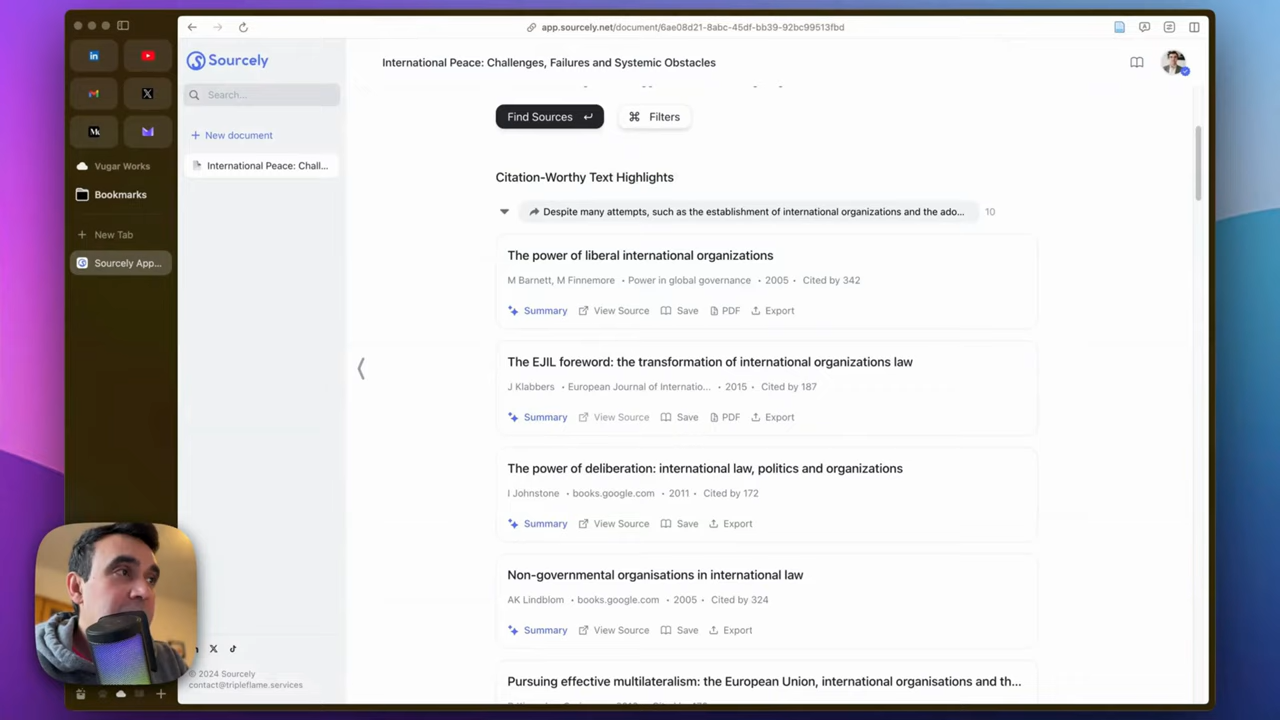 app.sourcely.net/document/6ae08d21-8abc-45df-bb39-92bc99513fbd
Sourcely
International Peace: Challenges, Failures and Systemic Obstacles
Search...
+ New document
International Peace: Chall...
Vugar Works
Bookmarks
+ New Tab
Sourcely App...
Find Sources
Filters
Citation-Worthy Text Highlights
Despite many attempts, such as the establishment of international organizations and the ado... 10
The power of liberal international organizations
M Barnett, M Finnemore • Power in global governance • 2005 • Cited by 342
Summary View Source Save PDF Export
The EJIL foreword: the transformation of international organizations law
J Klabbers • European Journal of Internatio... • 2015 • Cited by 187
Summary View Source Save PDF Export
The power of deliberation: international law, politics and organizations
I Johnstone • books.google.com • 2011 • Cited by 172
Summary View Source Save Export
Non-governmental organisations in international law
AK Lindblom • books.google.com • 2005 • Cited by 324
Summary View Source Save Export
Pursuing effective multilateralism: the European Union, international organisations and th...
© 2024 Sourcely
contact@tripleflame.services